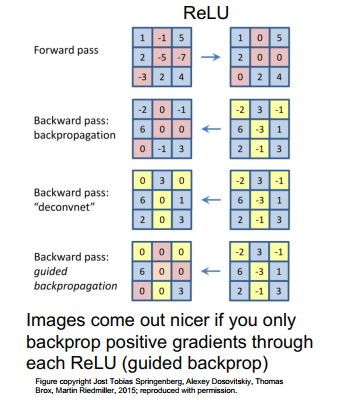 ReLU
Forward pass
1 -1 5 1 0 5
2 -5 -7 2 0 0
-3 2 4 0 2 4
Backward pass:
backpropagation
-2 0 -1 -2 3 -1
6 0 0 6 -3 1
0 -1 3 2 -1 3
Backward pass:
“deconvnet”
0 3 0 -2 3 -1
6 0 1 6 -3 1
2 0 3 2 -1 3
Backward pass:
guided
backpropagation
0 0 0 -2 3 -1
6 0 0 6 -3 1
0 0 3 2 -1 3
Images come out nicer if you only
backprop positive gradients through
each ReLU (guided backprop)
Figure copyright Jost Tobias Springenberg, Alexey Dosovitskiy, Thomas
Brox, Martin Riedmiller, 2015; reproduced with permission.